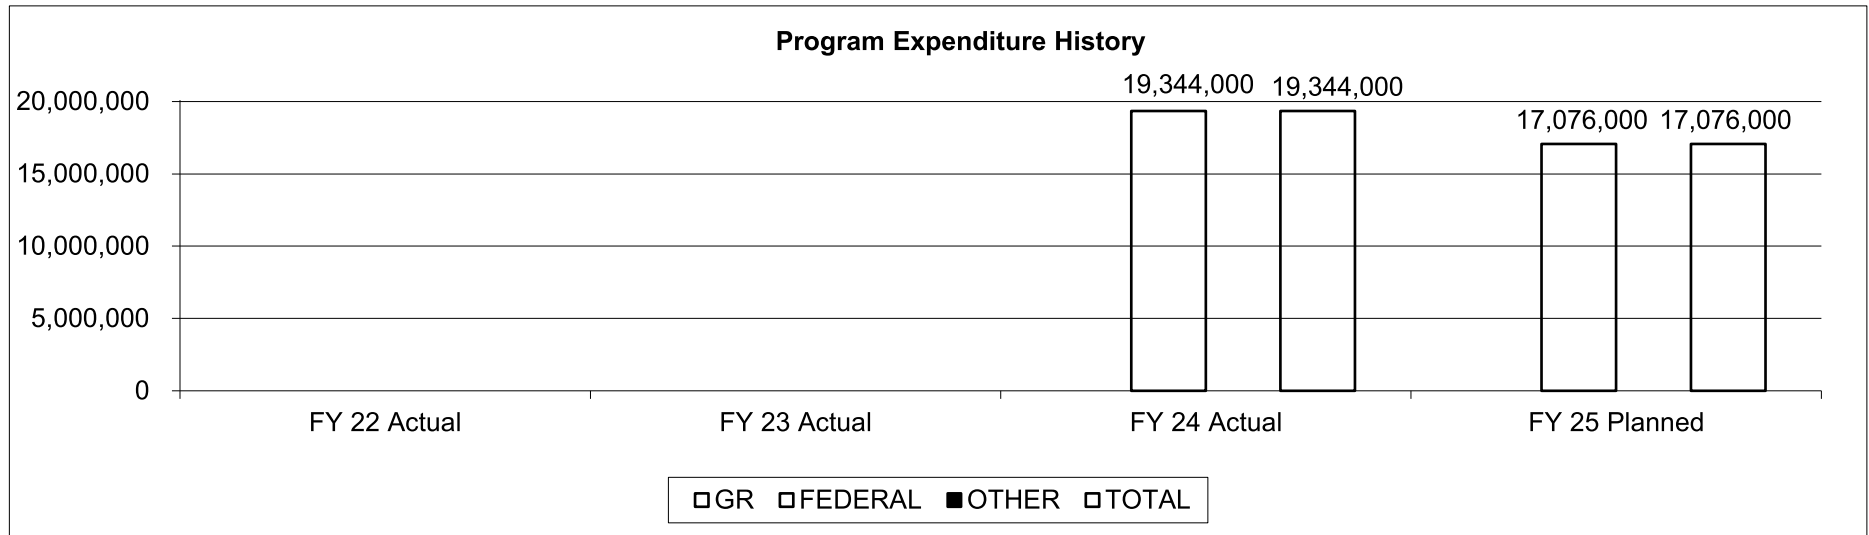 Program Expenditure History
19,344,000 19,344,000
20,000,000
17,076,000 17,076,000
15,000,000
10,000,000
5,000,000
0
FY 22 Actual FY 23 Actual FY 24 Actual FY 25 Planned
GR FEDERAL OTHER TOTAL